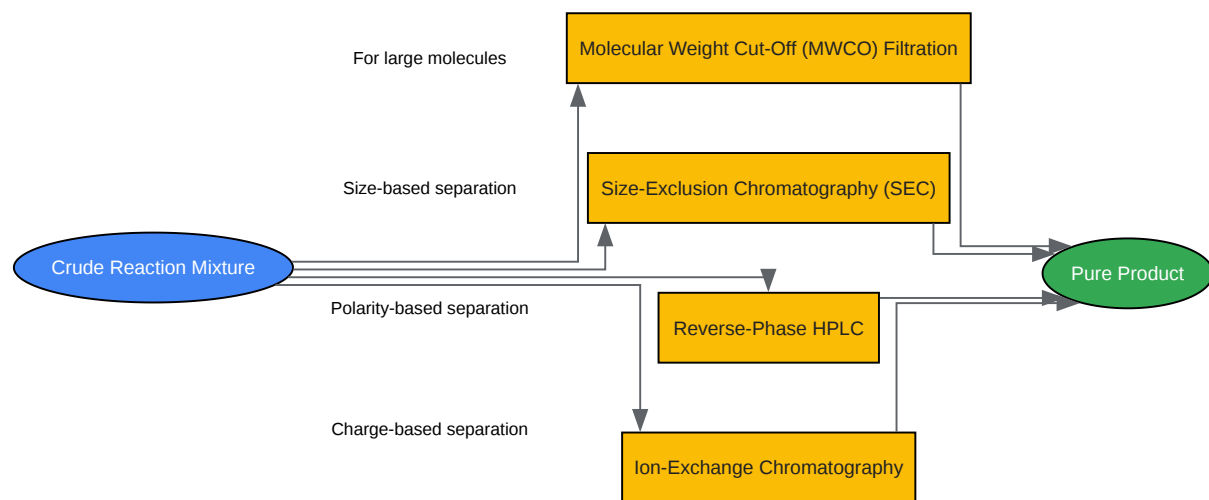 For large molecules
Molecular Weight Cut-Off (MWCO) Filtration
Size-based separation
Size-Exclusion Chromatography (SEC)
Crude Reaction Mixture
Pure Product
Polarity-based separation
Reverse-Phase HPLC
Charge-based separation
Ion-Exchange Chromatography